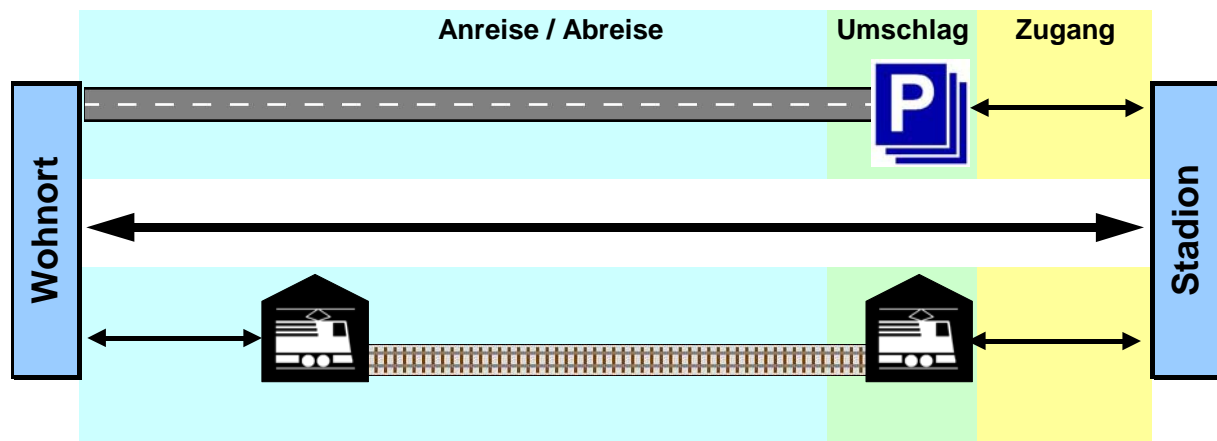 Anreise / Abreise
Umschlag
Zugang
Wohnort
P
Stadion